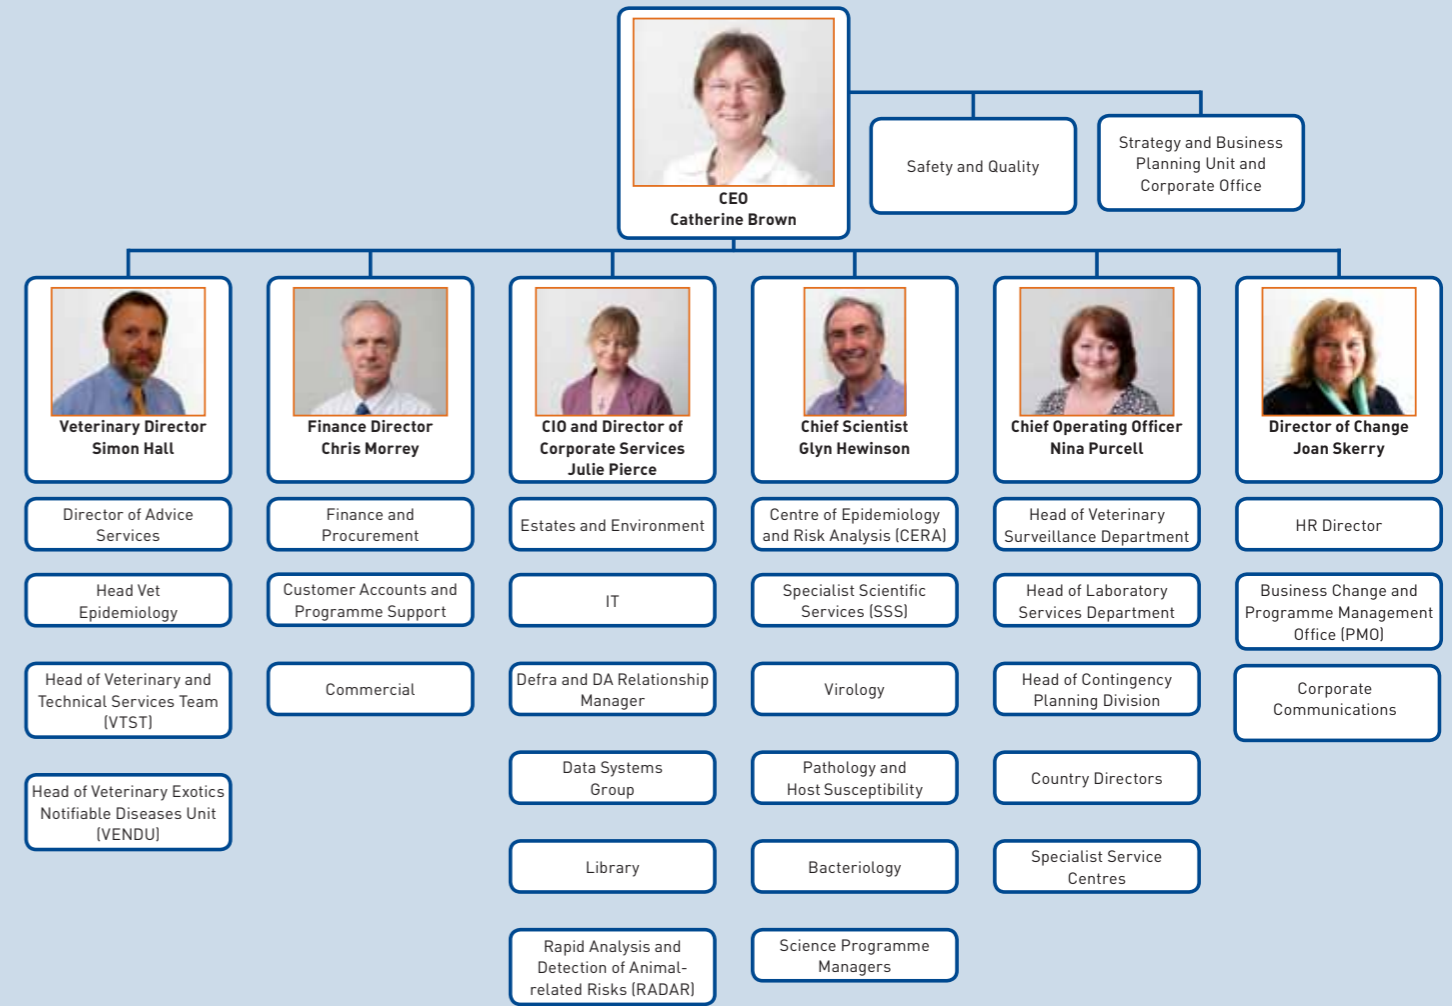 CEO
Catherine Brown
Safety and Quality
Strategy and Business
Planning Unit and
Corporate Office
Veterinary Director
Simon Hall
Director of Advice
Services
Head Vet
Epidemiology
Head of Veterinary and
Technical Services Team
(VTST)
Head of Veterinary Exotics
Notifiable Diseases Unit
(VENDU)
Finance Director
Chris Morrey
Finance and
Procurement
Customer Accounts and
Programme Support
Commercial
CIO and Director of
Corporate Services
Julie Pierce
Estates and Environment
IT
Defra and DA Relationship
Manager
Data Systems
Group
Library
Rapid Analysis and
Detection of Animal-
related Risks (RADAR)
Chief Scientist
Glyn Hewinson
Centre of Epidemiology
and Risk Analysis (CERA)
Specialist Scientific
Services (SSS)
Virology
Pathology and
Host Susceptibility
Bacteriology
Science Programme
Managers
Chief Operating Officer
Nina Purcell
Head of Veterinary
Surveillance Department
Head of Laboratory
Services Department
Head of Contingency
Planning Division
Country Directors
Specialist Service
Centres
Director of Change
Joan Skerry
HR Director
Business Change and
Programme Management
Office (PMO)
Corporate
Communications